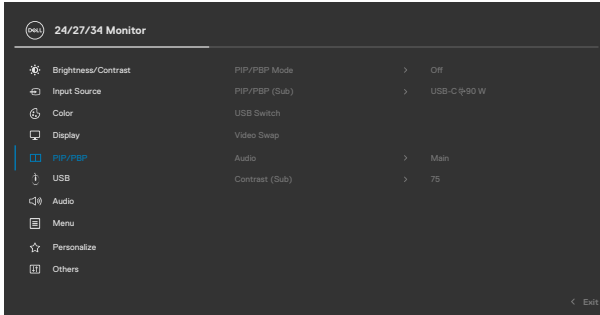 DELL 24/27/34 Monitor
Brightness/Contrast PIP/PBP Mode > Off
Input Source PIP/PBP (Sub) > USB-C 90 W
Color USB Switch
Display Video Swap
PIP/PBP Audio > Main
USB Contrast (Sub) > 75
Audio
Menu
Personalize
Others
< Exit